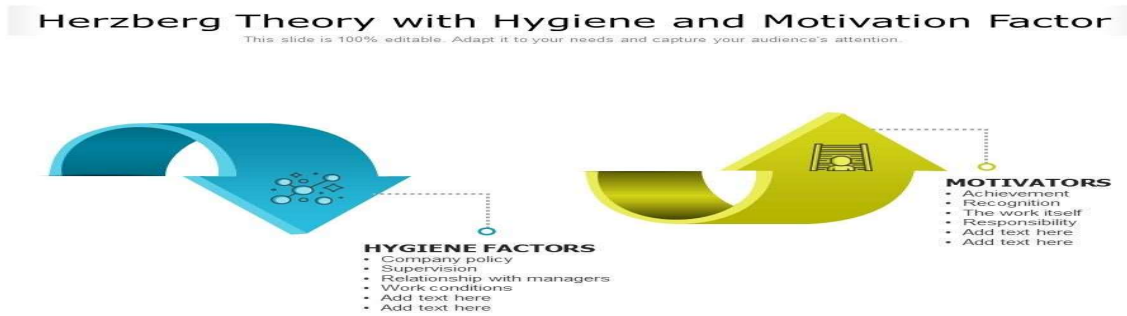 Herzberg Theory with Hygiene and Motivation Factor
This slide is 100% editable. Adapt it to your needs and capture your audience's attention.
HYGIENE FACTORS
• Company policy
• Supervision
• Relationship with managers
• Work conditions
• Add text here
• Add text here
MOTIVATORS
• Achievement
• Recognition
• The work itself
• Responsibility
• Add text here
• Add text here